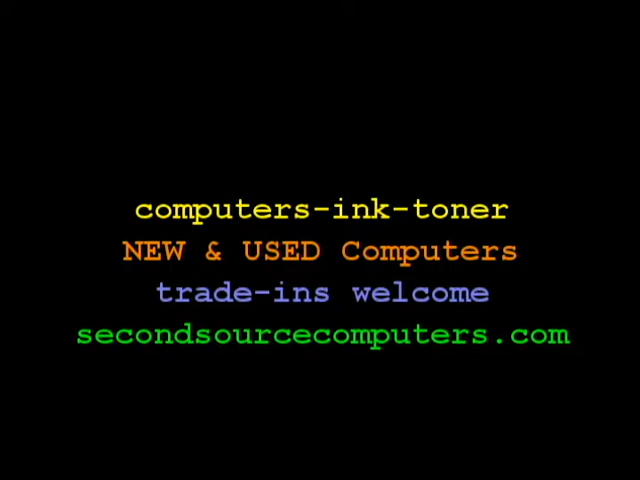 computers-ink-toner
NEW & USED Computers
trade-ins welcome
secondsourcecomputers.com